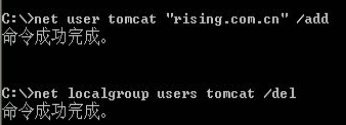 C:\>net user tomcat "rising.com.cn" /add
命令成功完成。
C:\>net localgroup users tomcat /del
命令成功完成。